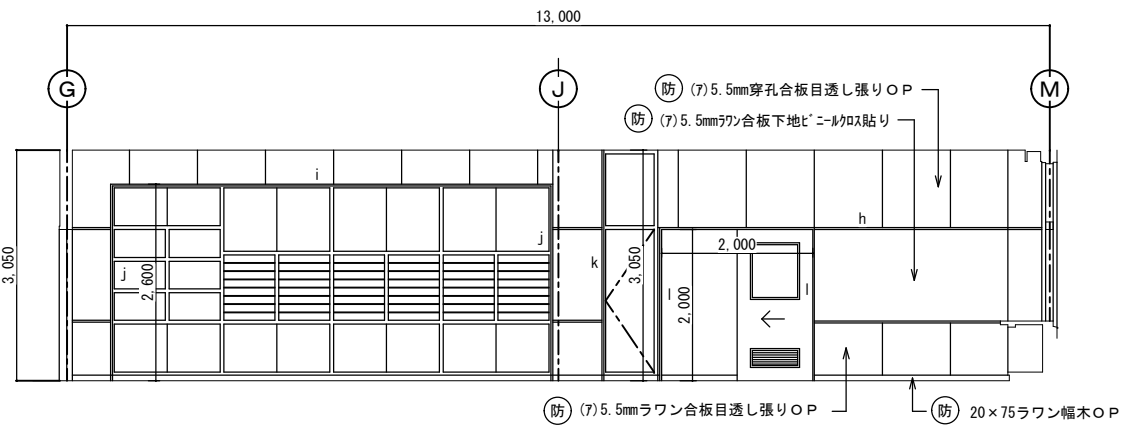 13,000
G
J
M
防 (ｱ)5.5mm穿孔合板目透し張りＯＰ
防 (ｱ)5.5mmﾗﾜﾝ合板下地ﾋﾞﾆｰﾙｸﾛｽ貼り
i
h
j
j
k
l
l
2,000
3,050
2,600
3,050
2,000
防 (ｱ)5.5mmラワン合板目透し張りＯＰ
防 20×75ラワン幅木ＯＰ